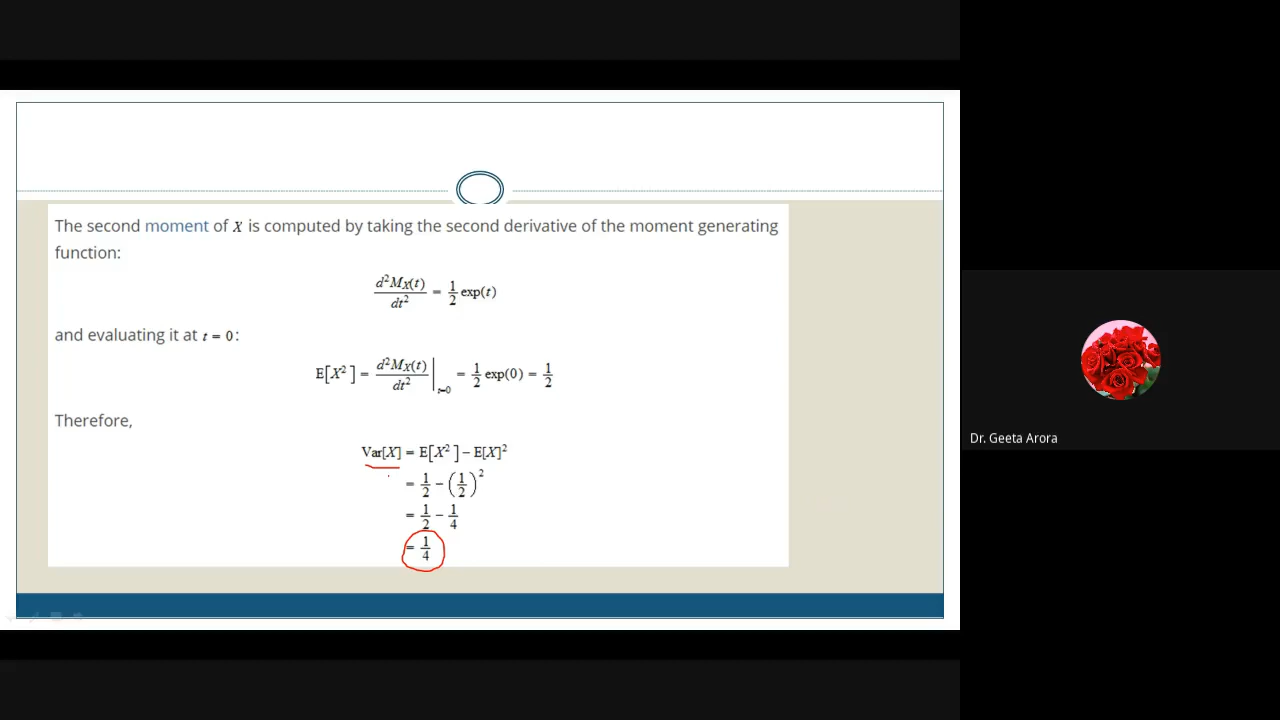 The second moment of X is computed by taking the second derivative of the moment generating
function:
d²M_X(t)/dt² = 1/2 exp(t)
and evaluating it at t = 0:
E[X²] = d²M_X(t)/dt² |_{t=0} = 1/2 exp(0) = 1/2
Therefore,
Var[X] = E[X²] − E[X]²
= 1/2 − (1/2)²
= 1/2 − 1/4
= 1/4
Dr. Geeta Arora